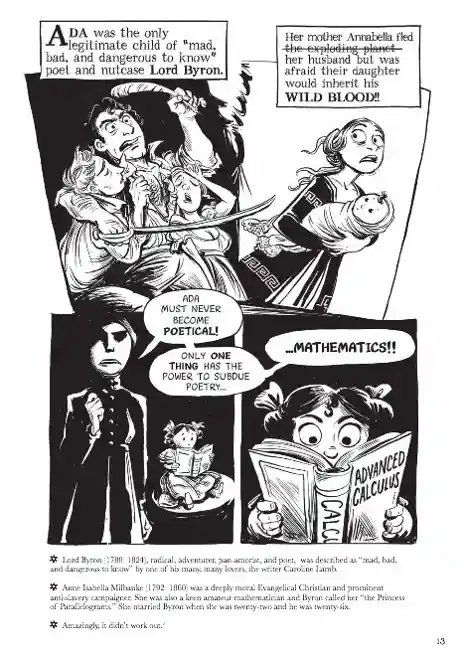 ADA was the only
legitimate child of "mad,
bad, and dangerous to know"
poet and nutcase Lord Byron.
Her mother Annabella fled
the exploding planet
her husband but was
afraid their daughter
would inherit his
WILD BLOOD!!
ADA
MUST NEVER
BECOME
POETICAL!
ONLY ONE
THING HAS THE
POWER TO SUBDUE
POETRY...
...MATHEMATICS!!
ADVANCED
CALCULUS
CALC
✡ Lord Byron [1788–1824], radical, adventurer, pan-amorist, and poet, was described as "mad, bad,
and dangerous to know" by one of his many, many lovers, the writer Caroline Lamb.
✡ Anne Isabella Milbanke [1792–1860] was a deeply moral Evangelical Christian and prominent
anti-slavery campaigner. She was also a keen amateur mathematician and Byron called her "the Princess
of Parallelograms." She married Byron when she was twenty-two and he was twenty-six.
✡ Amazingly, it didn't work out.
13